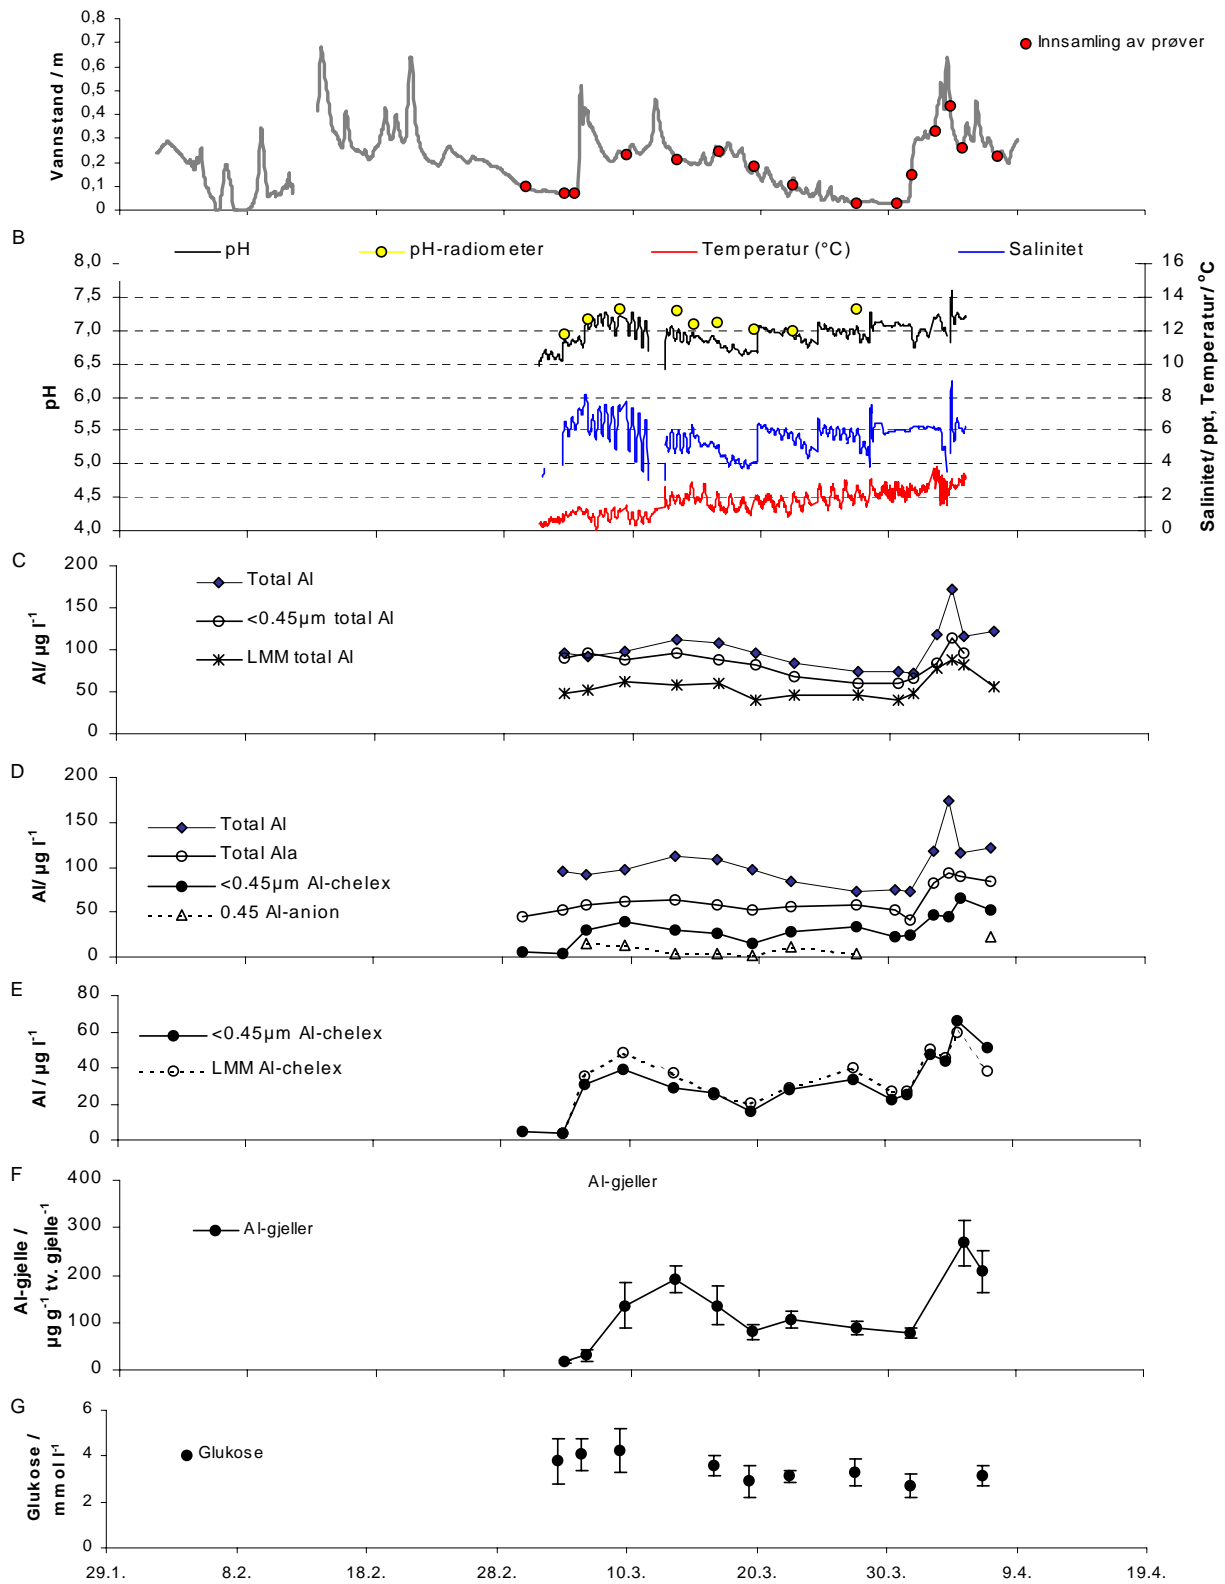 0,8
0,7
0,6
0,5
0,4
0,3
0,2
0,1
0
Vannstand / m
Innsamling av prøver
B
pH
pH-radiometer
Temperatur (°C)
Salinitet
8,0
7,5
7,0
6,5
6,0
5,5
5,0
4,5
4,0
pH
16
14
12
10
8
6
4
2
0
Salinitet/ ppt, Temperatur/ °C
C
200
150
100
50
0
Al/ µg l-1
Total Al
<0.45µm total Al
LMM total Al
D
200
150
100
50
0
Al/ µg l-1
Total Al
Total Ala
<0.45µm Al-chelex
0.45 Al-anion
E
80
60
40
20
0
Al/ µg l-1
<0.45µm Al-chelex
LMM Al-chelex
F
Al-gjeller
400
300
200
100
0
Al-gjelle /
µg g-1 tv. gjelle-1
Al-gjeller
G
6
4
2
0
Glukose /
mmol l-1
Glukose
29.1. 8.2. 18.2. 28.2. 10.3. 20.3. 30.3. 9.4. 19.4.